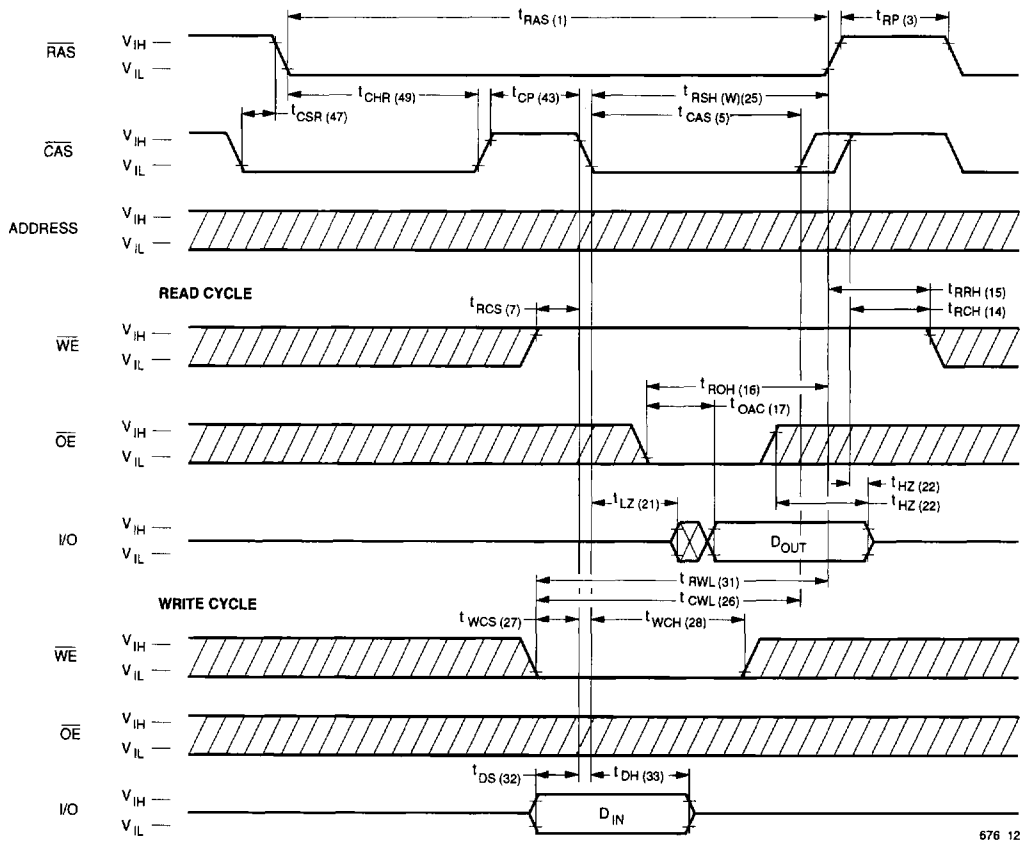 t RAS (1)
t RP (3)
RAS
V IH
V IL
t CHR (49)
t CP (43)
t RSH (W)(25)
t CSR (47)
t CAS (5)
CAS
V IH
V IL
ADDRESS
V IH
V IL
READ CYCLE
t RCS (7)
t RRH (15)
t RCH (14)
WE
V IH
V IL
t ROH (16)
t OAC (17)
OE
V IH
V IL
t HZ (22)
t LZ (21)
t HZ (22)
I/O
V IH
V IL
D OUT
t RWL (31)
WRITE CYCLE
t CWL (26)
t WCS (27)
t WCH (28)
WE
V IH
V IL
OE
V IH
V IL
t DS (32)
t DH (33)
I/O
V IH
V IL
D IN
676 12